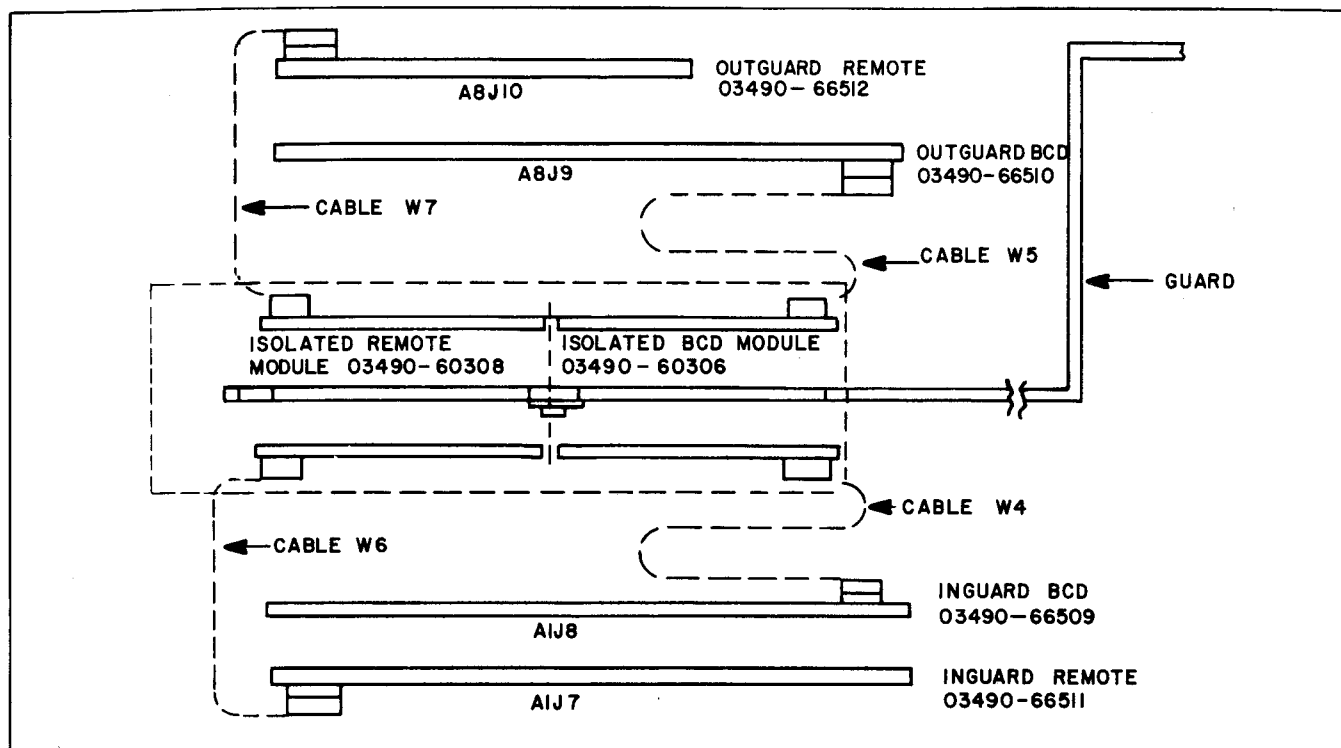 OUTGUARD REMOTE
03490-66512
A8J10
OUTGUARD BCD
03490-66510
A8J9
CABLE W7
CABLE W5
GUARD
ISOLATED REMOTE
MODULE 03490-60308
ISOLATED BCD MODULE
03490-60306
CABLE W4
CABLE W6
INGUARD BCD
03490-66509
A1J8
INGUARD REMOTE
03490-66511
A1J7